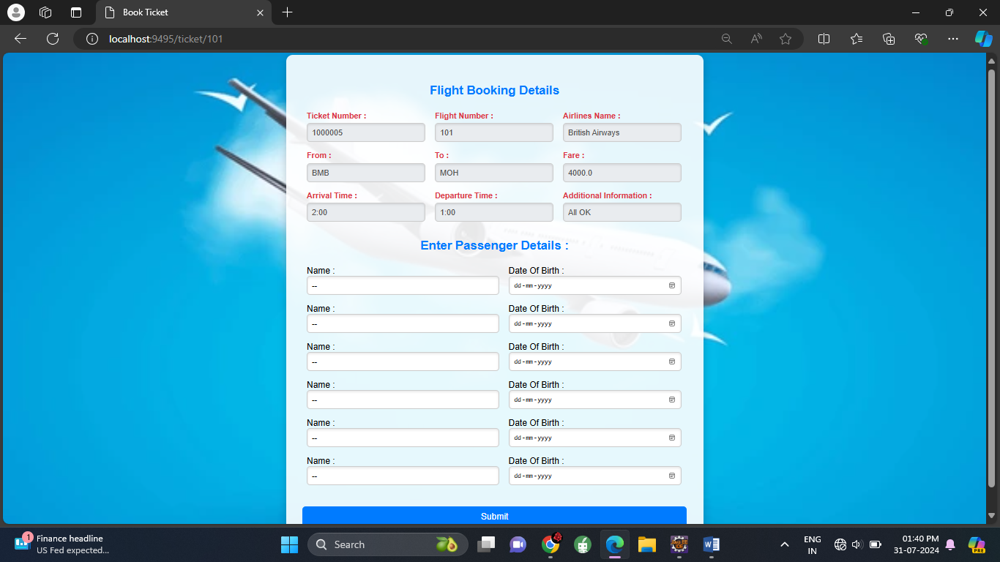 Book Ticket
localhost:9495/ticket/101
Flight Booking Details
Ticket Number : Flight Number : Airlines Name :
1000005 101 British Airways
From : To : Fare :
BMB MOH 4000.0
Arrival Time : Departure Time : Additional Information :
2:00 1:00 All OK
Enter Passenger Details :
Name : Date Of Birth :
-- dd-mm-yyyy
Name : Date Of Birth :
-- dd-mm-yyyy
Name : Date Of Birth :
-- dd-mm-yyyy
Name : Date Of Birth :
-- dd-mm-yyyy
Name : Date Of Birth :
-- dd-mm-yyyy
Name : Date Of Birth :
-- dd-mm-yyyy
Submit
1 Finance headline
US Fed expected...
Search
ENG
IN
01:40 PM
31-07-2024
PRE